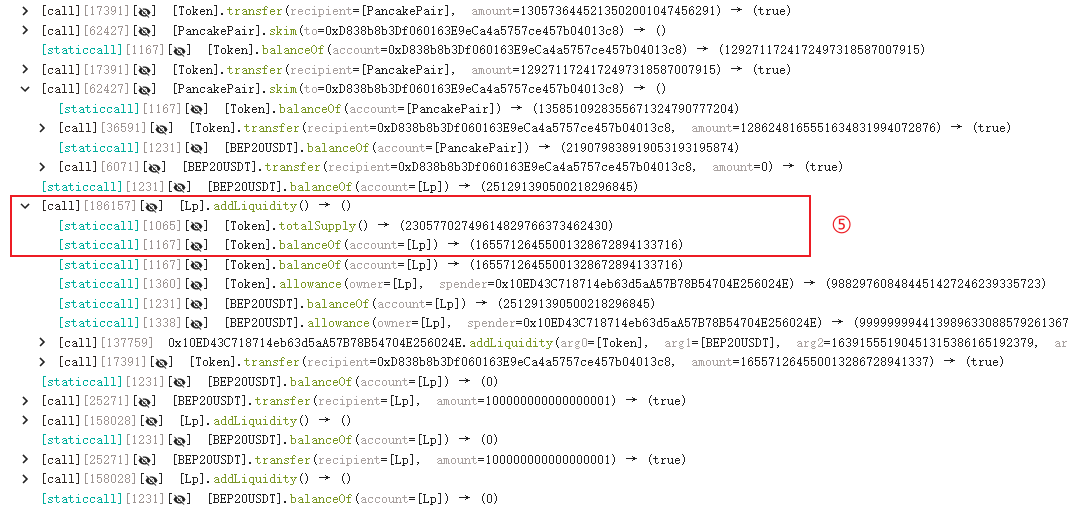 [call][17391][] [Token].transfer(recipient=[PancakePair], amount=1305736445213502001047456291) → (true)
[call][62427][] [PancakePair].skim(to=0xD838b8b3Df060163E9eCa4a5757ce457b04013c8) → ()
[staticcall][1167][] [Token].balanceOf(account=0xD838b8b3Df060163E9eCa4a5757ce457b04013c8) → (1292711724172497318587007915)
[call][17391][] [Token].transfer(recipient=[PancakePair], amount=1292711724172497318587007915) → (true)
[call][62427][] [PancakePair].skim(to=0xD838b8b3Df060163E9eCa4a5757ce457b04013c8) → ()
[staticcall][1167][] [Token].balanceOf(account=[PancakePair]) → (1358510928355671324790777204)
[call][36591][] [Token].transfer(recipient=0xD838b8b3Df060163E9eCa4a5757ce457b04013c8, amount=1286248165551634831994072876) → (true)
[staticcall][1231][] [BEP20USDT].balanceOf(account=[PancakePair]) → (219079838919053193195874)
[call][6071][] [BEP20USDT].transfer(recipient=0xD838b8b3Df060163E9eCa4a5757ce457b04013c8, amount=0) → (true)
[staticcall][1231][] [BEP20USDT].balanceOf(account=[Lp]) → (251291390500218296845)
[call][186157][] [Lp].addLiquidity() → ()
[staticcall][1065][] [Token].totalSupply() → (23057702749614829766373462430)
⑤
[staticcall][1167][] [Token].balanceOf(account=[Lp]) → (16557126455001328672894133716)
[staticcall][1167][] [Token].balanceOf(account=[Lp]) → (16557126455001328672894133716)
[staticcall][1360][] [Token].allowance(owner=[Lp], spender=0x10ED43C718714eb63d5aA57B78B54704E256024E) → (988297608484451427246239335723)
[staticcall][1231][] [BEP20USDT].balanceOf(account=[Lp]) → (251291390500218296845)
[staticcall][1338][] [BEP20USDT].allowance(owner=[Lp], spender=0x10ED43C718714eb63d5aA57B78B54704E256024E) → (999999994413989633088579261367
[call][137759] 0x10ED43C718714eb63d5aA57B78B54704E256024E.addLiquidity(arg0=[Token], arg1=[BEP20USDT], arg2=16391555190451315386165192379, ar
[call][17391][] [Token].transfer(recipient=0xD838b8b3Df060163E9eCa4a5757ce457b04013c8, amount=165571264550013286728941337) → (true)
[staticcall][1231][] [BEP20USDT].balanceOf(account=[Lp]) → (0)
[call][25271][] [BEP20USDT].transfer(recipient=[Lp], amount=100000000000000001) → (true)
[call][158028][] [Lp].addLiquidity() → ()
[staticcall][1231][] [BEP20USDT].balanceOf(account=[Lp]) → (0)
[call][25271][] [BEP20USDT].transfer(recipient=[Lp], amount=100000000000000001) → (true)
[call][158028][] [Lp].addLiquidity() → ()
[staticcall][1231][] [BEP20USDT].balanceOf(account=[Lp]) → (0)